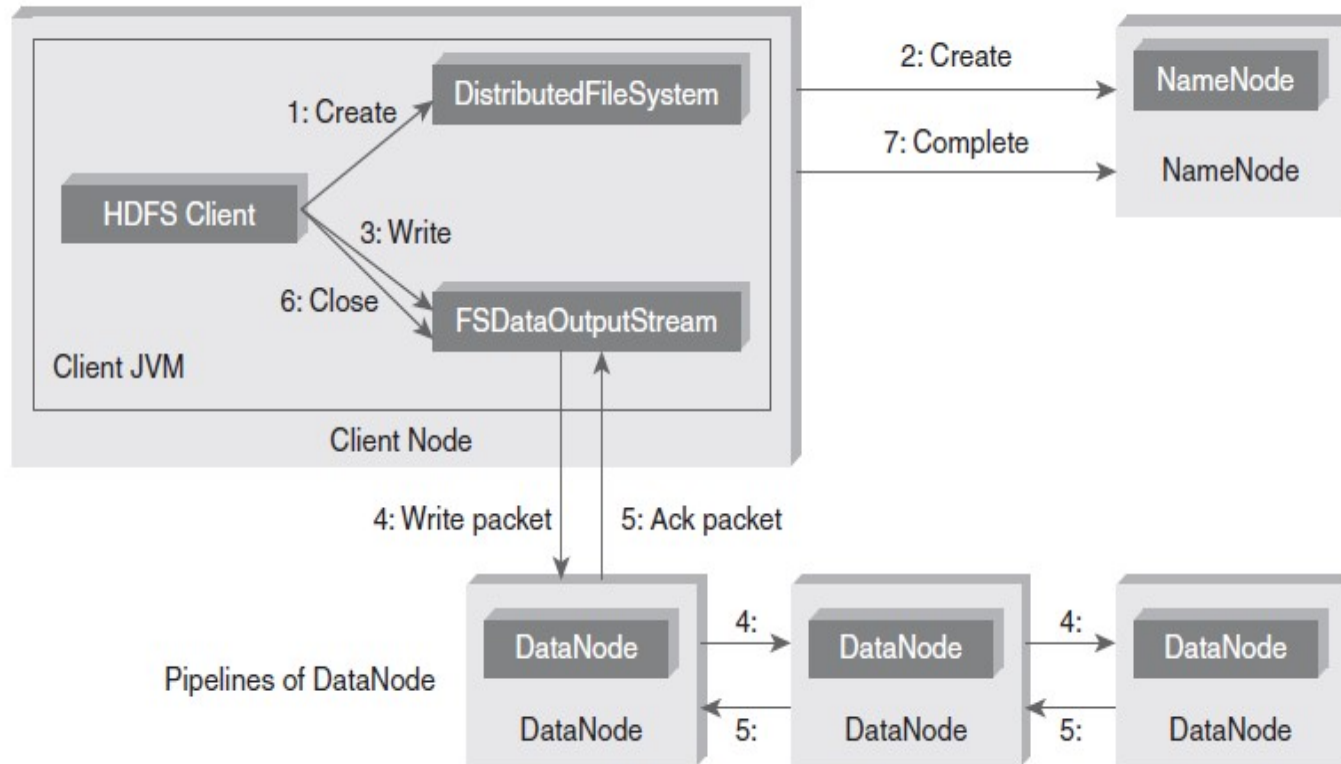 DistributedFileSystem
2: Create
NameNode
1: Create
7: Complete
NameNode
HDFS Client
3: Write
6: Close
FSDataOutputStream
Client JVM
Client Node
4: Write packet
5: Ack packet
DataNode
4:
DataNode
4:
DataNode
Pipelines of DataNode
DataNode
5:
DataNode
5:
DataNode